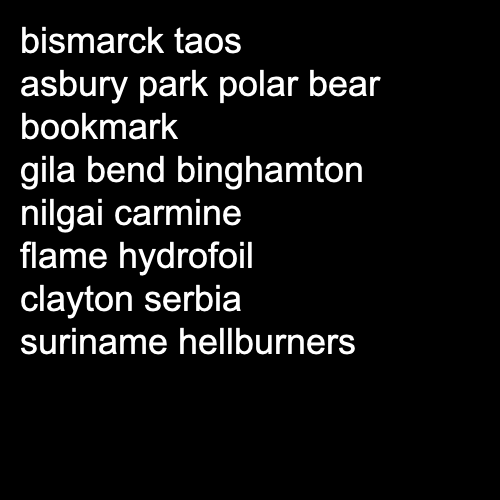 bismarck taos
asbury park polar bear
bookmark
gila bend binghamton
nilgai carmine
flame hydrofoil
clayton serbia
suriname hellburners